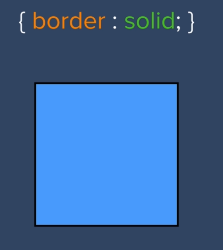 { border : solid; }